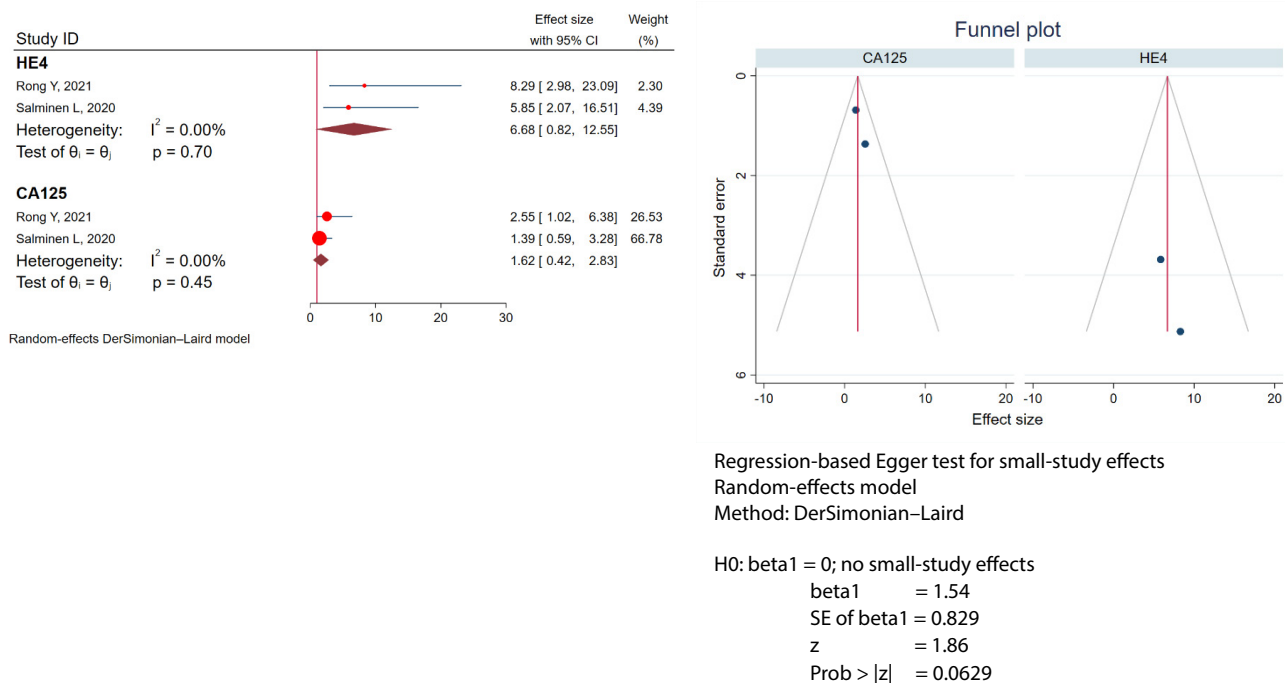 Effect size Weight
Study ID with 95% CI (%)
HE4
Rong Y, 2021 8.29 [ 2.98, 23.09] 2.30
Salminen L, 2020 5.85 [ 2.07, 16.51] 4.39
Heterogeneity: I² = 0.00% 6.68 [ 0.82, 12.55]
Test of θᵢ = θⱼ p = 0.70
CA125
Rong Y, 2021 2.55 [ 1.02, 6.38] 26.53
Salminen L, 2020 1.39 [ 0.59, 3.28] 66.78
Heterogeneity: I² = 0.00% 1.62 [ 0.42, 2.83]
Test of θᵢ = θⱼ p = 0.45
0 10 20 30
Random-effects DerSimonian–Laird model
Funnel plot
CA125 HE4
0
2
4
6
Standard error
-10 0 10 20 -10 0 10 20
Effect size
Regression-based Egger test for small-study effects
Random-effects model
Method: DerSimonian–Laird
H0: beta1 = 0; no small-study effects
beta1 = 1.54
SE of beta1 = 0.829
z = 1.86
Prob > |z| = 0.0629